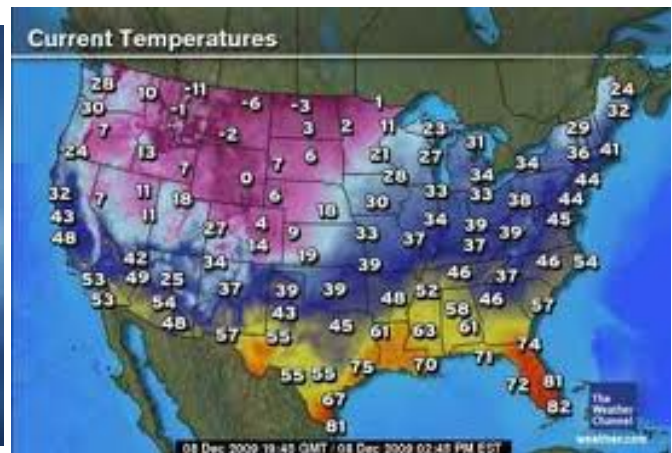 Current Temperatures
28 10 -11 -6 -3 1 24
30 -1 32
7 -2 3 2 11 23 31 29
-24 13 7 7 6 21 27 34 36 41
0 28 34 44
32 7 11 18 6 18 30 33 33 38 44
43 11 27 4 9 33 34 39 39 45
48 14 37 37
42 34 19 39 46 46 54
53 49 25 37 39 39 37
53 54 43 48 52 58 46 57
48 57 55 45 61 63 61
74
55 55 75 70 71
67 72 81
81 82
The
Weather
Channel
weather.com
08 Dec 2009 19:45 GMT / 08 Dec 2009 02:45 PM EST